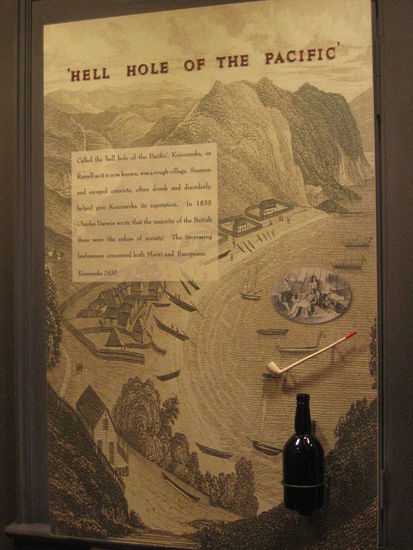 'HELL HOLE OF THE PACIFIC'
Called the 'hell hole of the Pacific', Kororareka, or
Russell as it is now known, was a rough village. Seamen
and escaped convicts, often drunk and disorderly,
helped give Kororareka its reputation. In 1835
Charles Darwin wrote that the majority of the British
there were 'the refuse of society'. The increasing
lawlessness concerned both Maori and Europeans.
Kororareka 1830